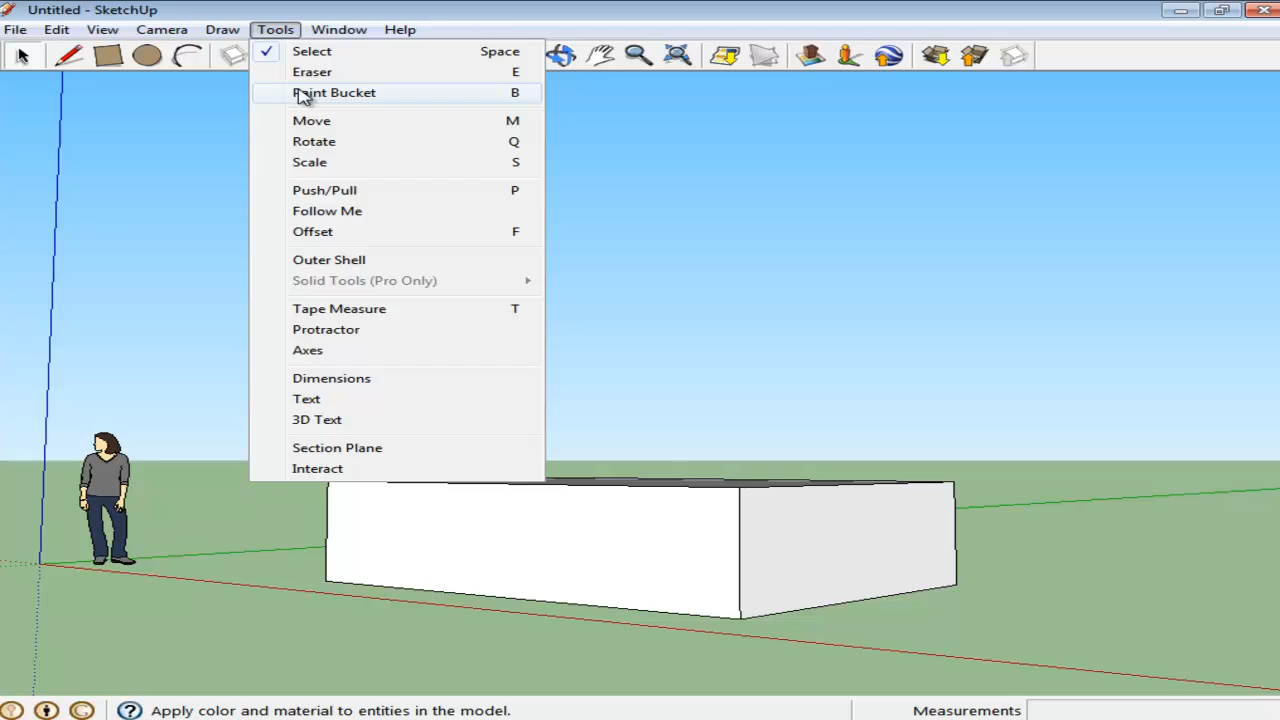 Untitled - SketchUp
File Edit View Camera Draw Tools Window Help
Select Space
Eraser E
Paint Bucket B
Move M
Rotate Q
Scale S
Push/Pull P
Follow Me
Offset F
Outer Shell
Solid Tools (Pro Only)
Tape Measure T
Protractor
Axes
Dimensions
Text
3D Text
Section Plane
Interact
Apply color and material to entities in the model. Measurements